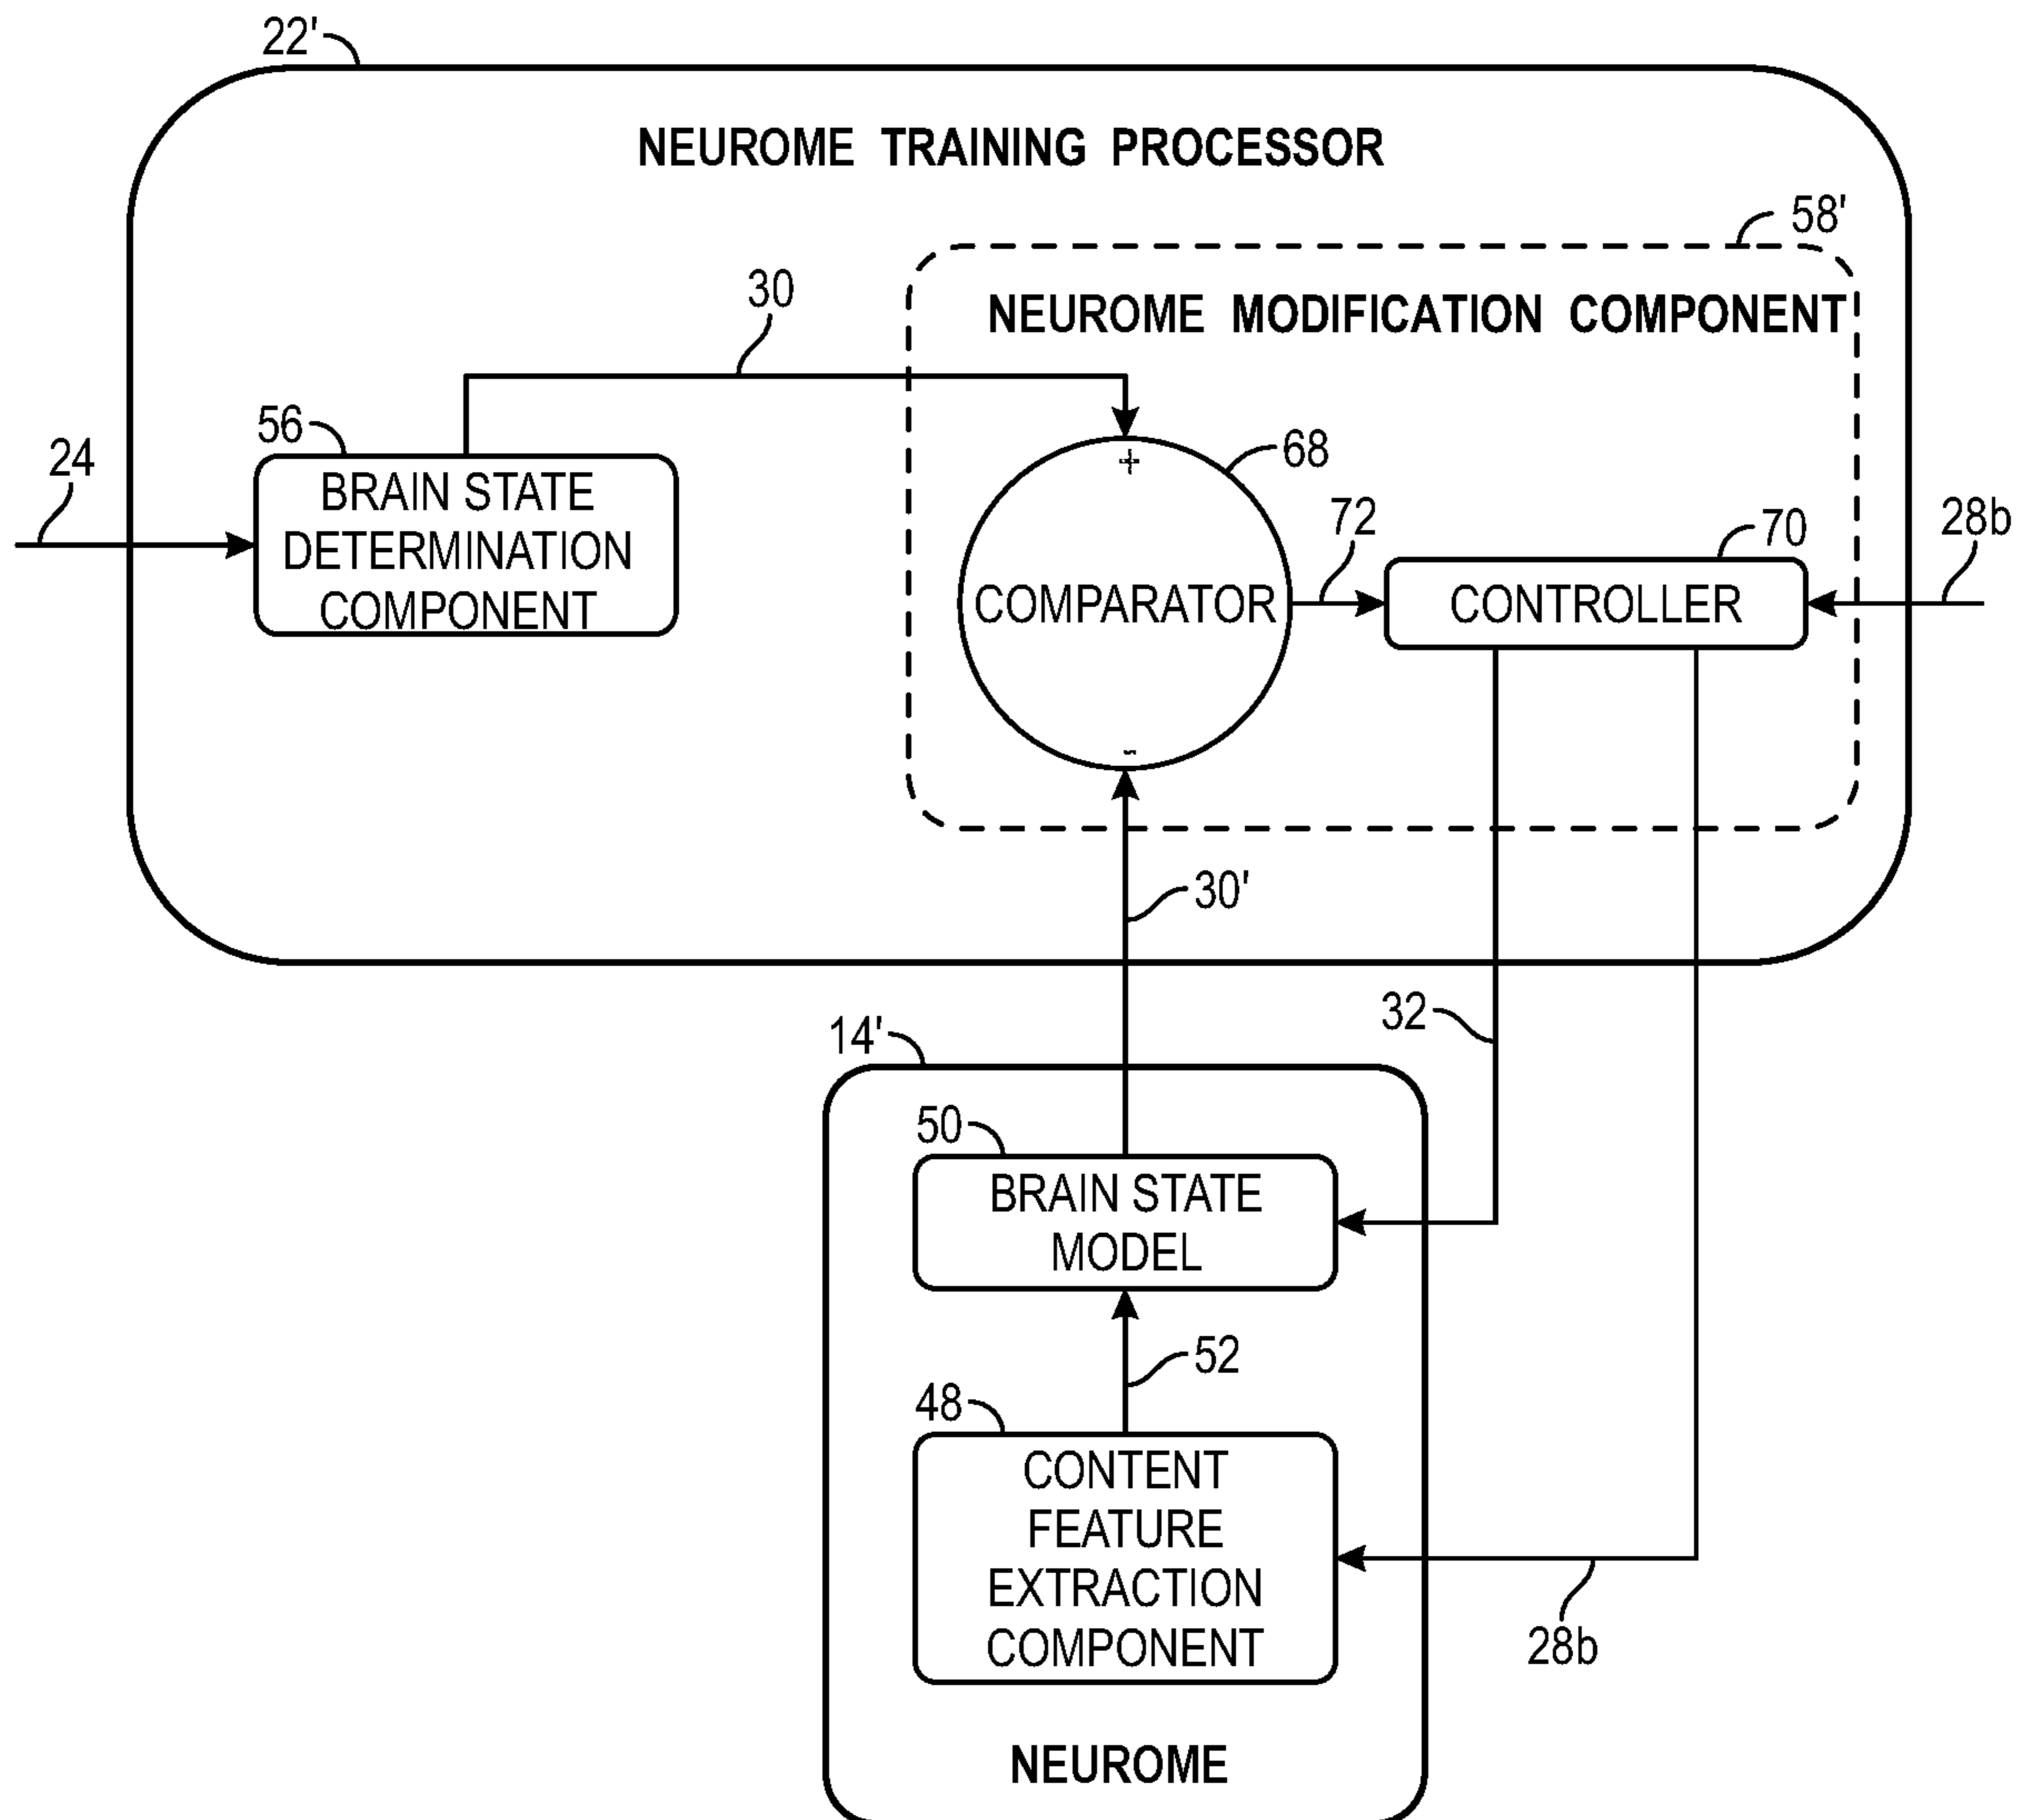 22'
NEUROME TRAINING PROCESSOR
58'
30
NEUROME MODIFICATION COMPONENT
56
24
BRAIN STATE
DETERMINATION
COMPONENT
+
68
72
70
28b
COMPARATOR
CONTROLLER
-
30'
32
14'
50
BRAIN STATE
MODEL
52
48
CONTENT
FEATURE
EXTRACTION
COMPONENT
28b
NEUROME